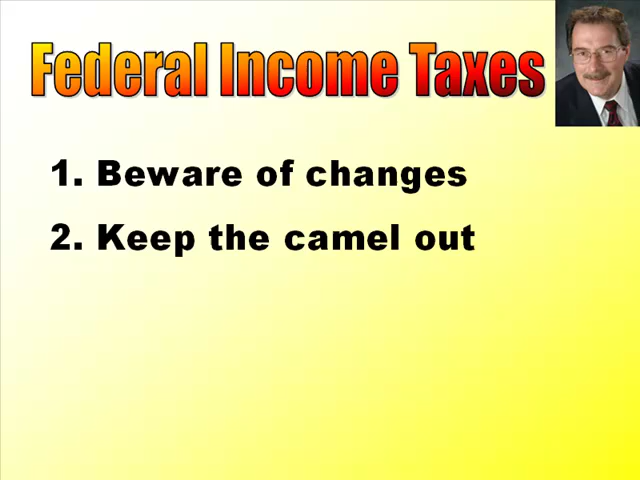 Federal Income Taxes
1. Beware of changes
2. Keep the camel out